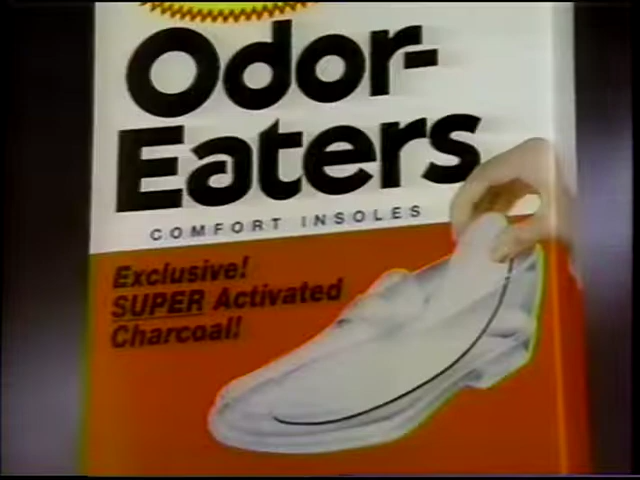 Odor-
Eaters
COMFORT INSOLES
Exclusive!
SUPER Activated
Charcoal!